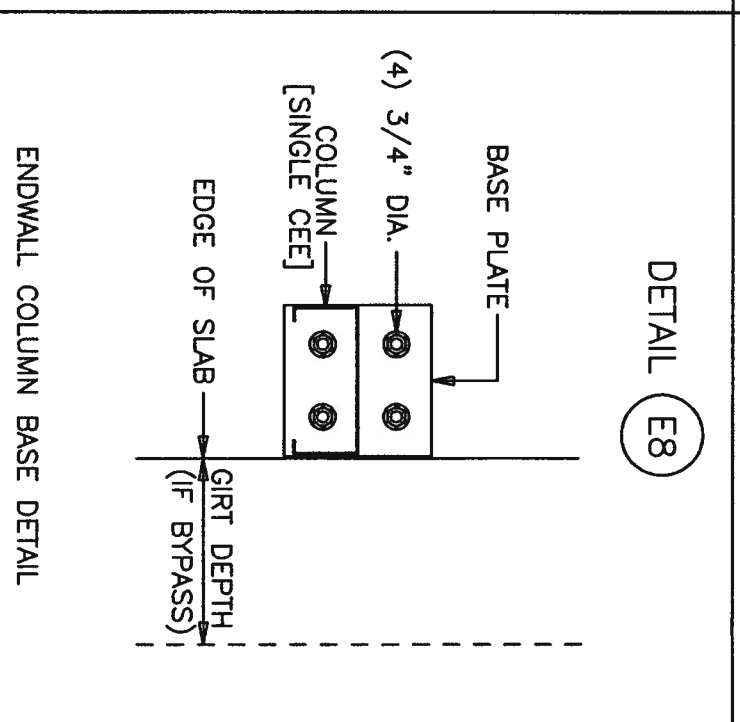 DETAIL E8
BASE PLATE
(4) 3/4" DIA.
COLUMN
[SINGLE CEE]
EDGE OF SLAB
GIRT DEPTH
(IF BYPASS)
ENDWALL COLUMN BASE DETAIL